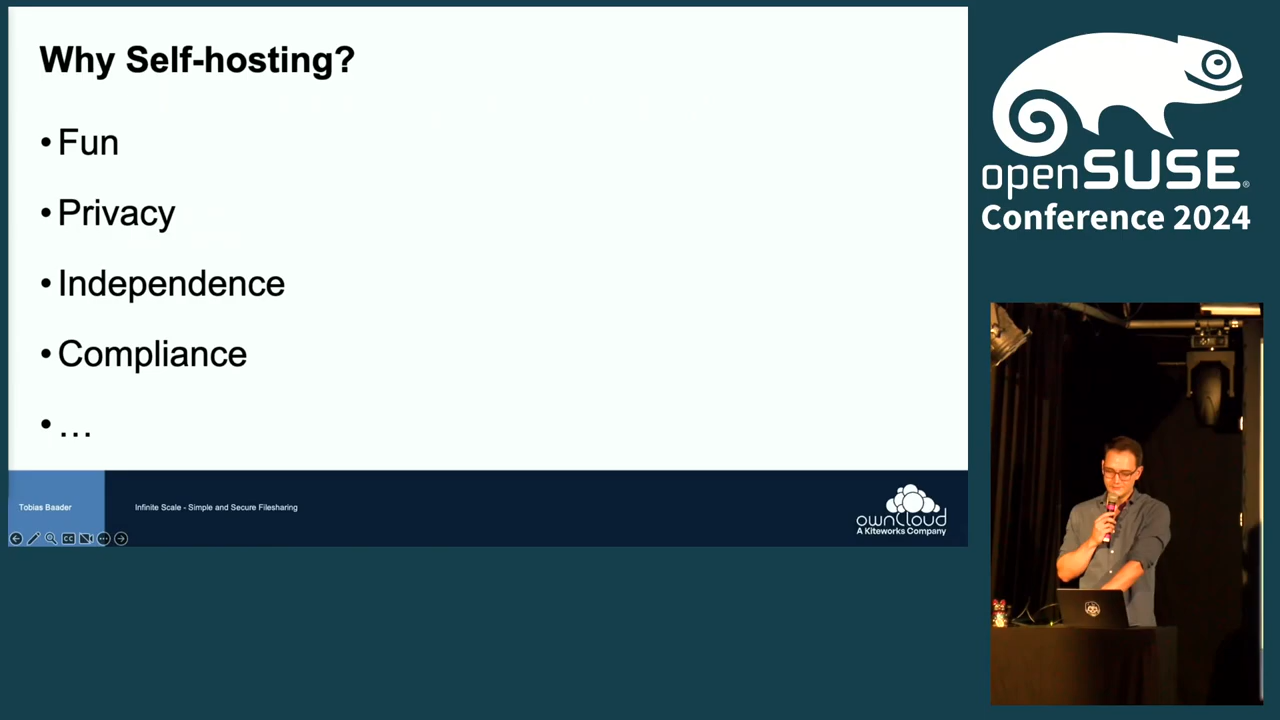 Why Self-hosting?
• Fun
• Privacy
• Independence
• Compliance
• …
Tobias Baader
Infinite Scale - Simple and Secure Filesharing
ownCloud
A Kiteworks Company
CC
openSUSE®
Conference 2024